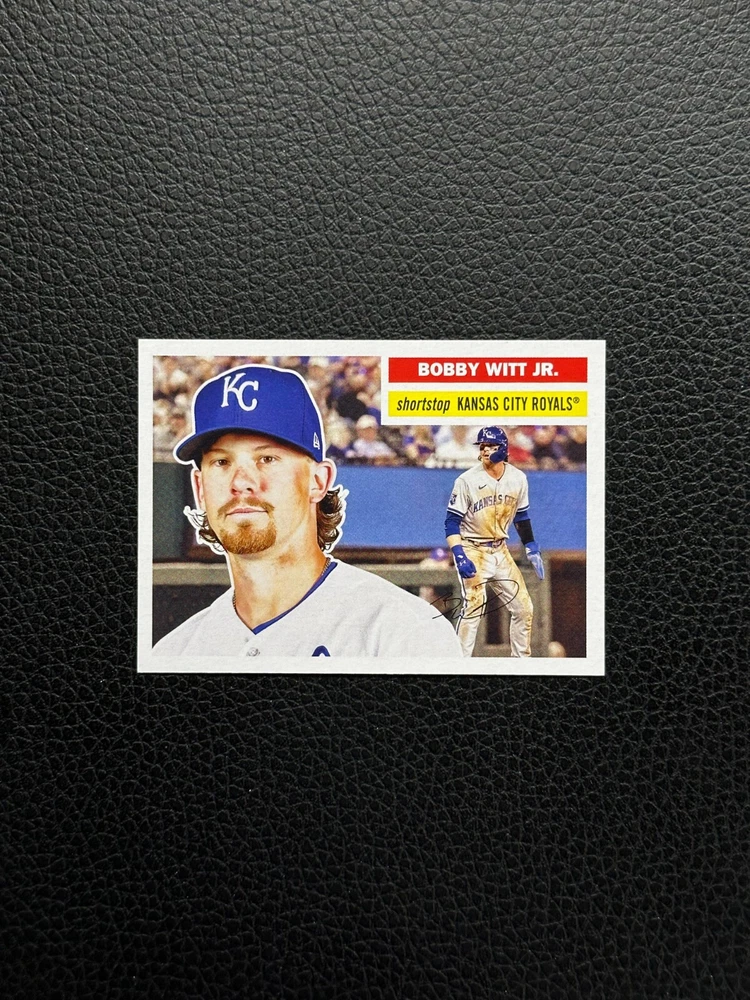 BOBBY WITT JR.
shortstop KANSAS CITY ROYALS®
KC
KANSAS CITY